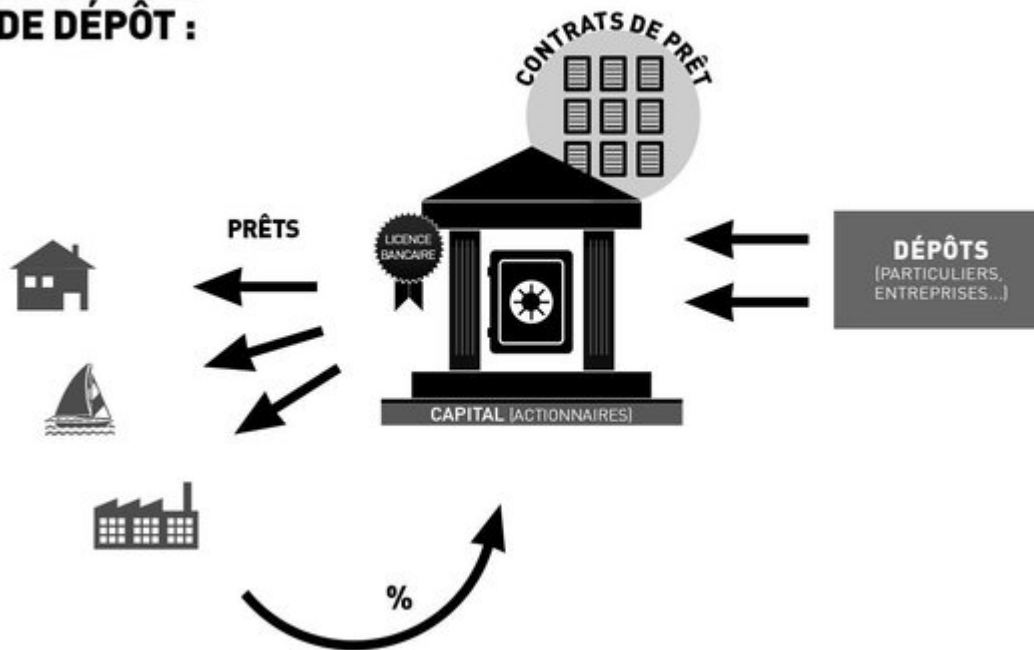 DE DÉPÔT :
CONTRATS DE PRÊT
PRÊTS
LICENCE
BANCAIRE
DÉPÔTS
(PARTICULIERS,
ENTREPRISES...)
CAPITAL (ACTIONNAIRES)
%